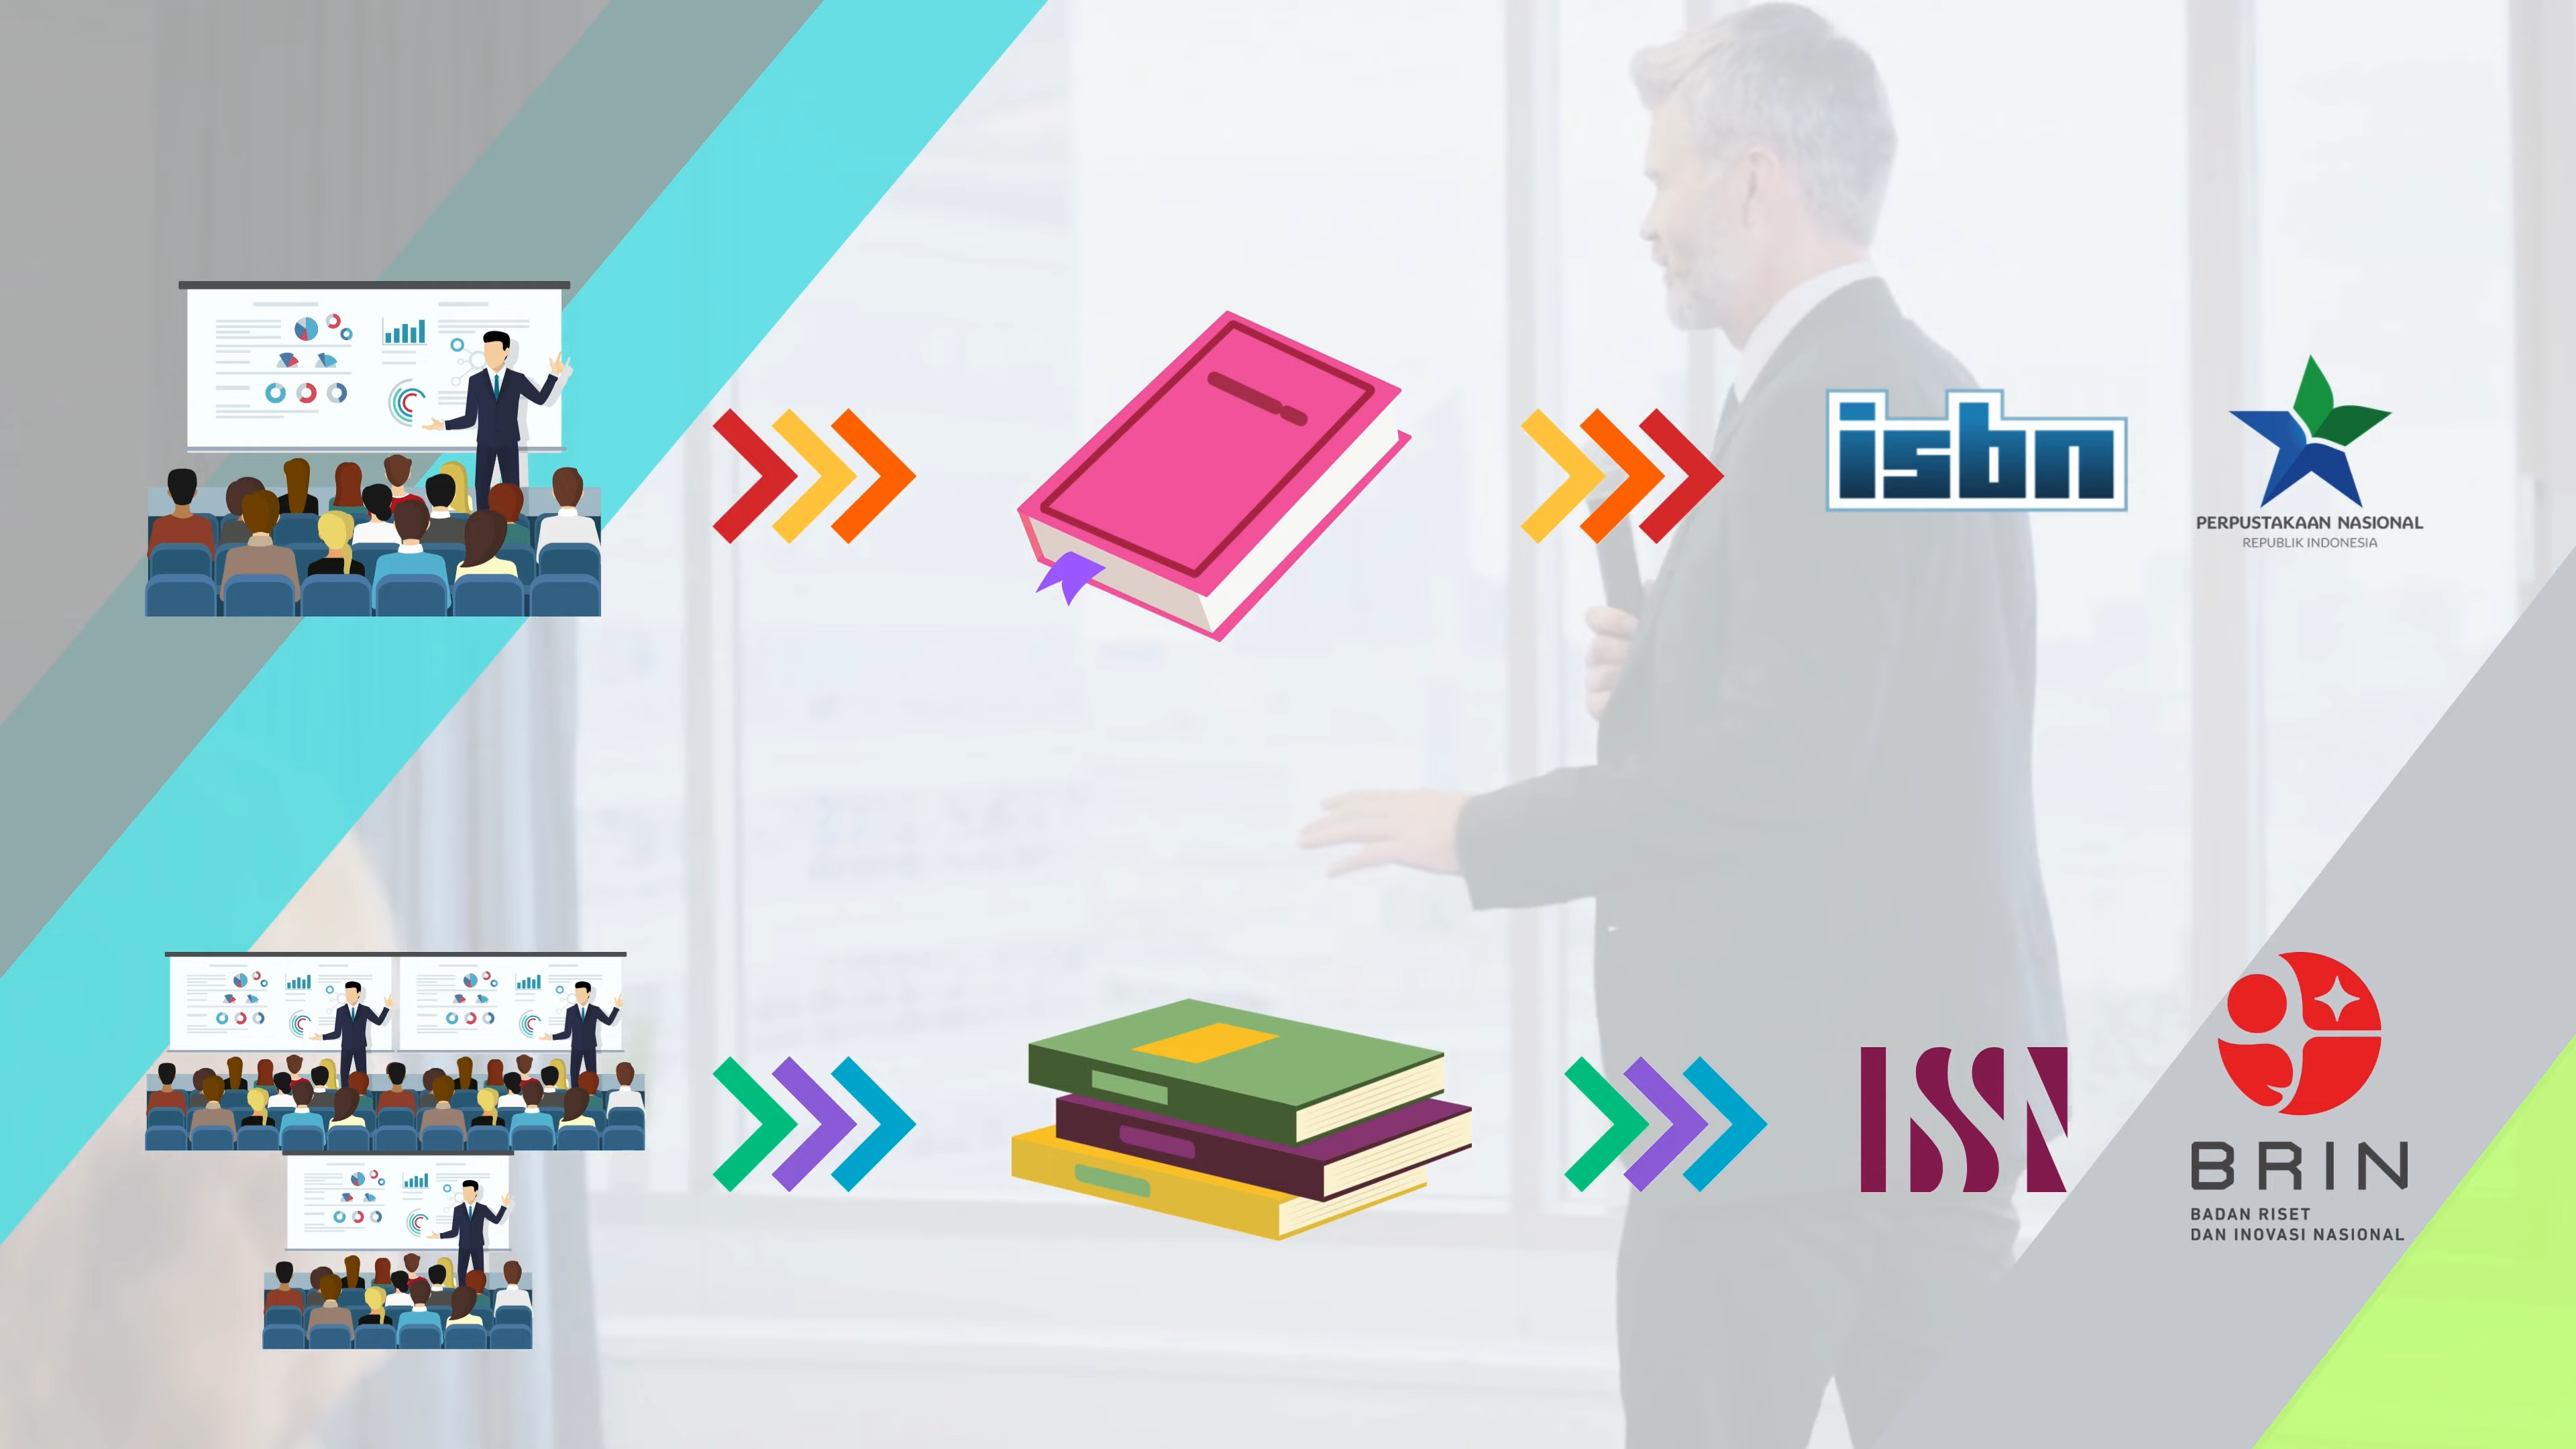 isbn
PERPUSTAKAAN NASIONAL
REPUBLIK INDONESIA
ISSN
BRIN
BADAN RISET
DAN INOVASI NASIONAL